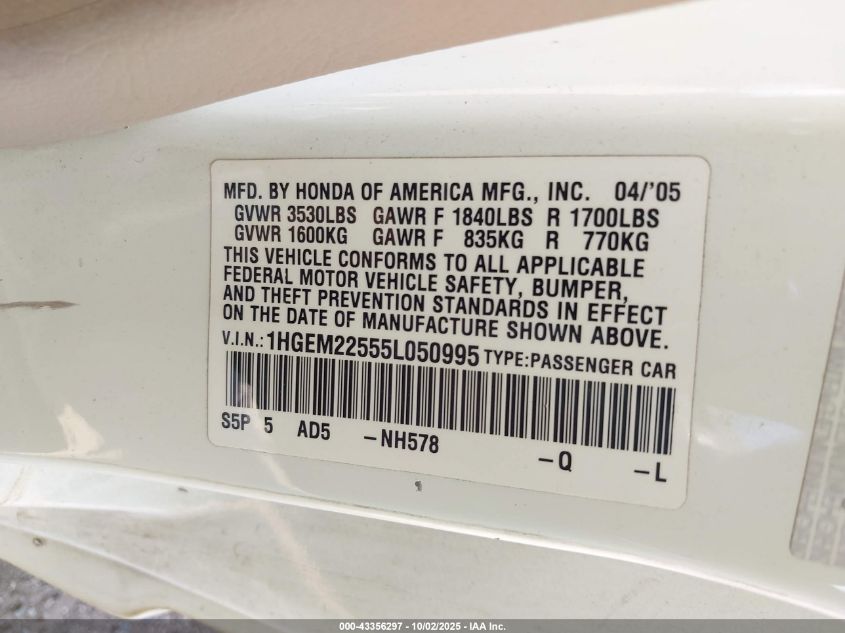 MFD. BY HONDA OF AMERICA MFG., INC. 04/'05
GVWR 3530LBS GAWR F 1840LBS R 1700LBS
GVWR 1600KG GAWR F 835KG R 770KG
THIS VEHICLE CONFORMS TO ALL APPLICABLE
FEDERAL MOTOR VEHICLE SAFETY, BUMPER,
AND THEFT PREVENTION STANDARDS IN EFFECT
ON THE DATE OF MANUFACTURE SHOWN ABOVE.
V.I.N.: 1HGEM22555L050995 TYPE: PASSENGER CAR
S5P 5 AD5 -NH578 -Q -L
000-43356297 - 10/02/2025 - IAA Inc.